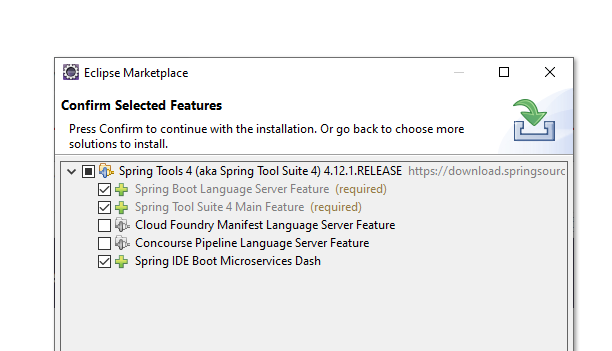 Eclipse Marketplace
Confirm Selected Features
Press Confirm to continue with the installation. Or go back to choose more
solutions to install.
Spring Tools 4 (aka Spring Tool Suite 4) 4.12.1.RELEASE https://download.springsourc
Spring Boot Language Server Feature (required)
Spring Tool Suite 4 Main Feature (required)
Cloud Foundry Manifest Language Server Feature
Concourse Pipeline Language Server Feature
Spring IDE Boot Microservices Dash